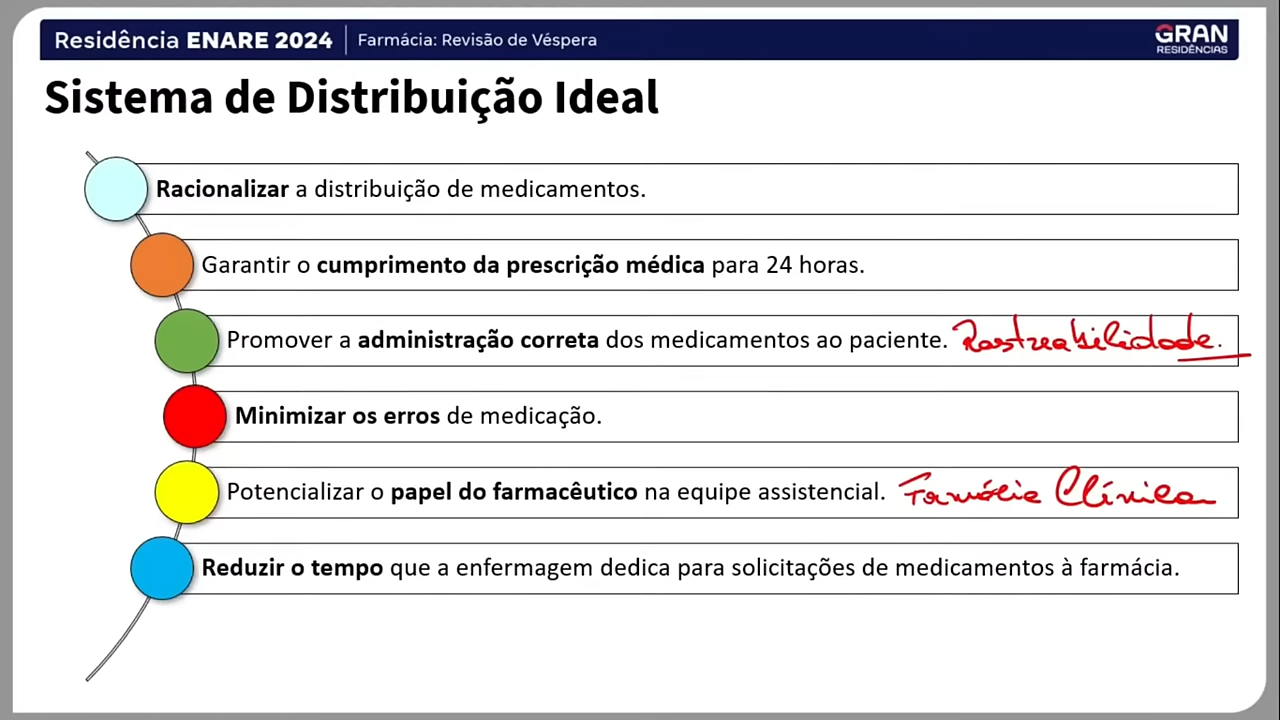 Residência ENARE 2024 | Farmácia: Revisão de Véspera
GRAN
RESIDÊNCIAS
Sistema de Distribuição Ideal
Racionalizar a distribuição de medicamentos.
Garantir o cumprimento da prescrição médica para 24 horas.
Promover a administração correta dos medicamentos ao paciente. Rastreabilidade.
Minimizar os erros de medicação.
Potencializar o papel do farmacêutico na equipe assistencial. Farmácia Clínica
Reduzir o tempo que a enfermagem dedica para solicitações de medicamentos à farmácia.